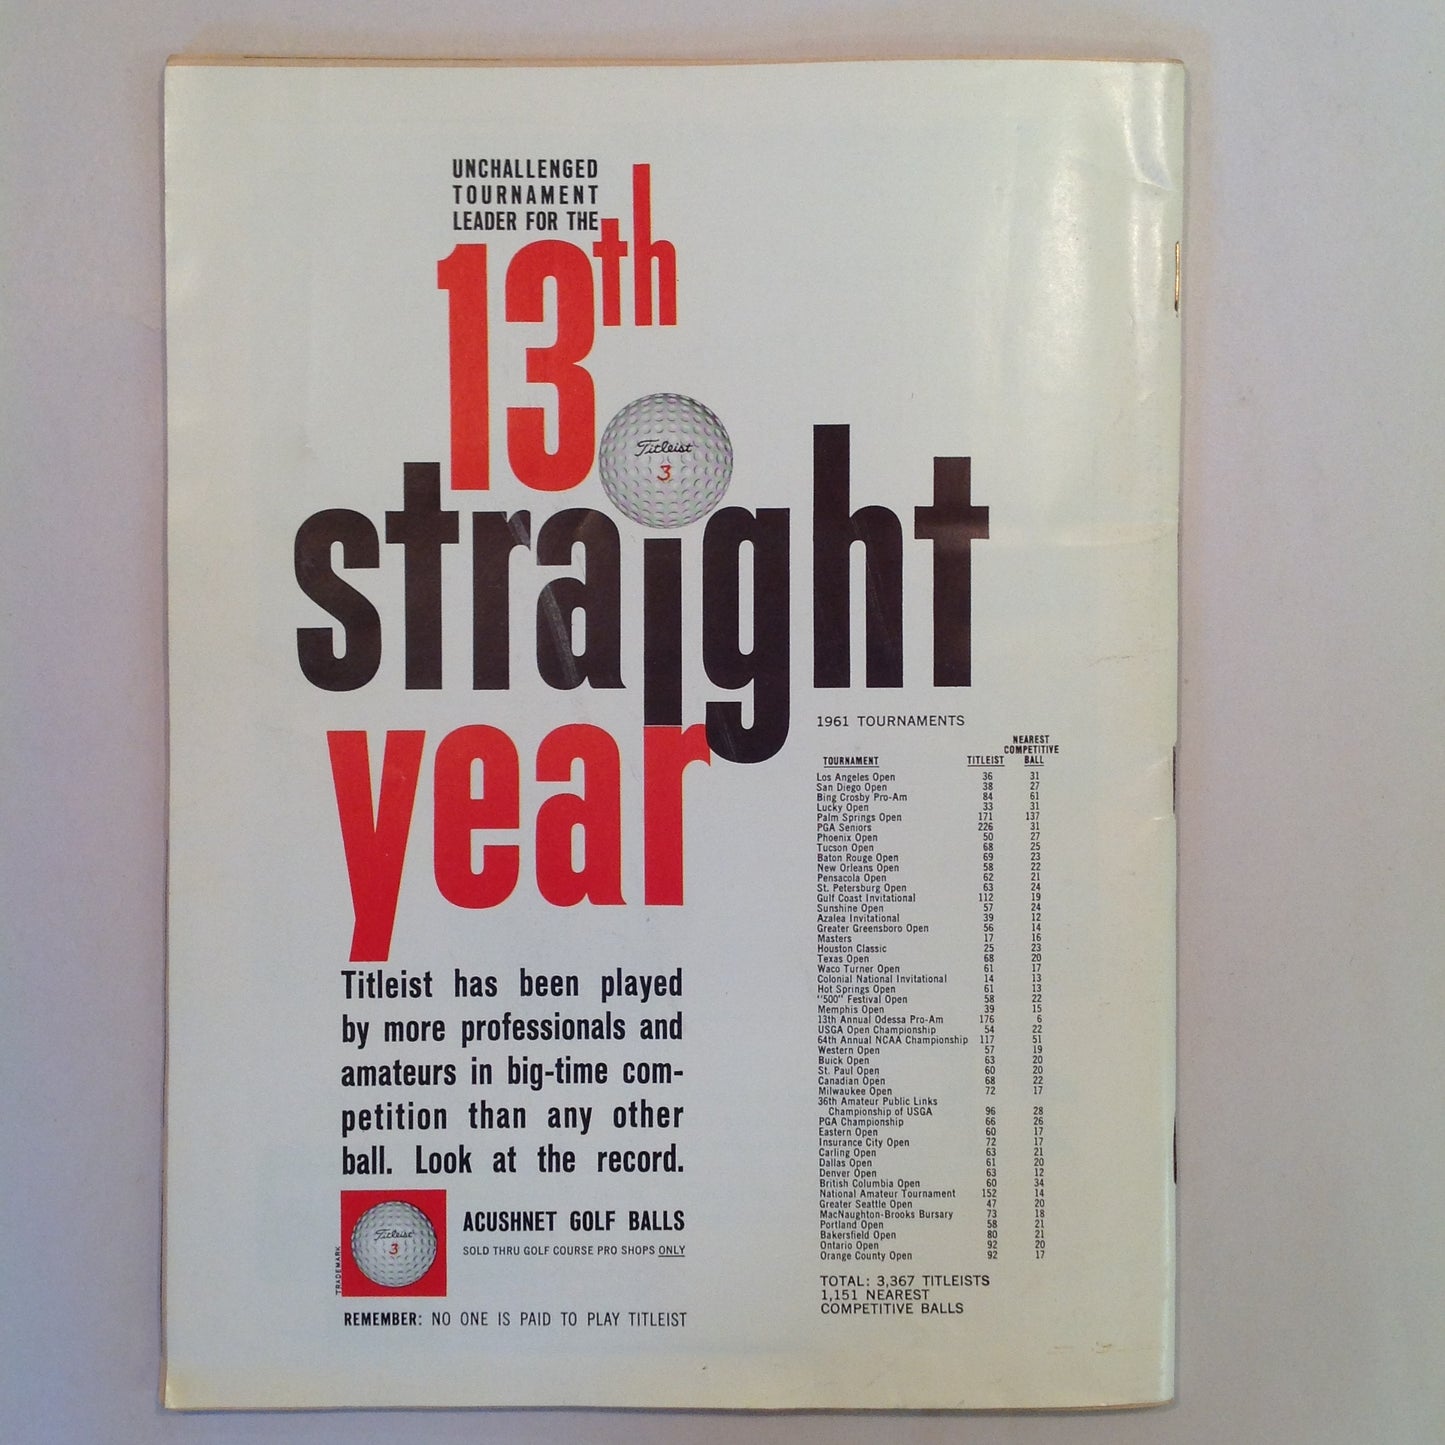 UNCHALLENGED
TOURNAMENT
LEADER FOR THE
13th
straight
year
Titleist
3
Titleist has been played
by more professionals and
amateurs in big-time com-
petition than any other
ball. Look at the record.
TRADEMARK
Titleist
3
ACUSHNET GOLF BALLS
SOLD THRU GOLF COURSE PRO SHOPS ONLY
REMEMBER: NO ONE IS PAID TO PLAY TITLEIST
1961 TOURNAMENTS
NEAREST
COMPETITIVE
TOURNAMENT TITLEIST BALL
Los Angeles Open 36 31
San Diego Open 38 27
Bing Crosby Pro-Am 84 61
Lucky Open 33 31
Palm Springs Open 171 137
PGA Seniors 226 31
Phoenix Open 50 27
Tucson Open 68 25
Baton Rouge Open 69 23
New Orleans Open 58 22
Pensacola Open 62 21
St. Petersburg Open 63 24
Gulf Coast Invitational 112 19
Sunshine Open 57 24
Azalea Invitational 39 12
Greater Greensboro Open 56 14
Masters 17 16
Houston Classic 25 23
Texas Open 68 20
Waco Turner Open 61 17
Colonial National Invitational 14 13
Hot Springs Open 61 13
"500" Festival Open 58 22
Memphis Open 39 15
13th Annual Odessa Pro-Am 176 6
USGA Open Championship 54 22
64th Annual NCAA Championship 117 51
Western Open 57 19
Buick Open 63 20
St. Paul Open 60 20
Canadian Open 68 22
Milwaukee Open 72 17
36th Amateur Public Links
Championship of USGA 96 28
PGA Championship 66 26
Eastern Open 60 17
Insurance City Open 72 17
Carling Open 63 21
Dallas Open 61 20
Denver Open 63 12
British Columbia Open 60 34
National Amateur Tournament 152 14
Greater Seattle Open 47 20
MacNaughton-Brooks Bursary 73 18
Portland Open 58 21
Bakersfield Open 80 21
Ontario Open 92 20
Orange County Open 92 17
TOTAL: 3,367 TITLEISTS
1,151 NEAREST
COMPETITIVE BALLS